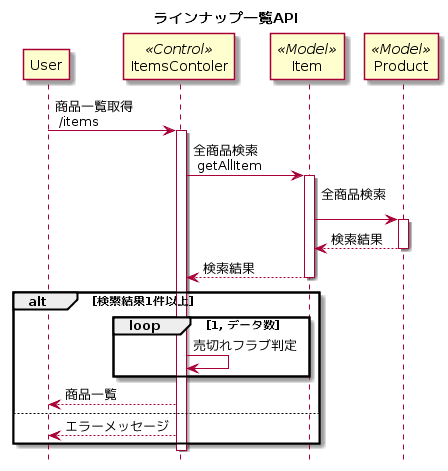 ラインナップ一覧API
User
«Control»
ItemsContoler
«Model»
Item
«Model»
Product
商品一覧取得
/items
全商品検索
getAllItem
全商品検索
検索結果
検索結果
alt
[検索結果1件以上]
loop
[1, データ数]
売切れフラブ判定
商品一覧
エラーメッセージ